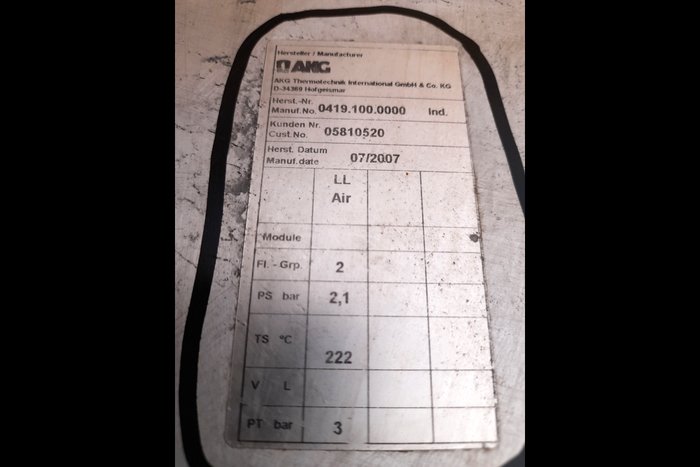 Hersteller / Manufacturer
AKG
AKG Thermotechnik International GmbH & Co. KG
D-34369 Hofgeismar
Herst.-Nr.
Manuf.No. 0419.100.0000 Ind.
Kunden Nr.
Cust.No. 05810520
Herst. Datum
Manuf.date 07/2007
LL
Air
Module
Fl. - Grp. 2
PS bar 2,1
TS ºC 222
V L
PT bar 3